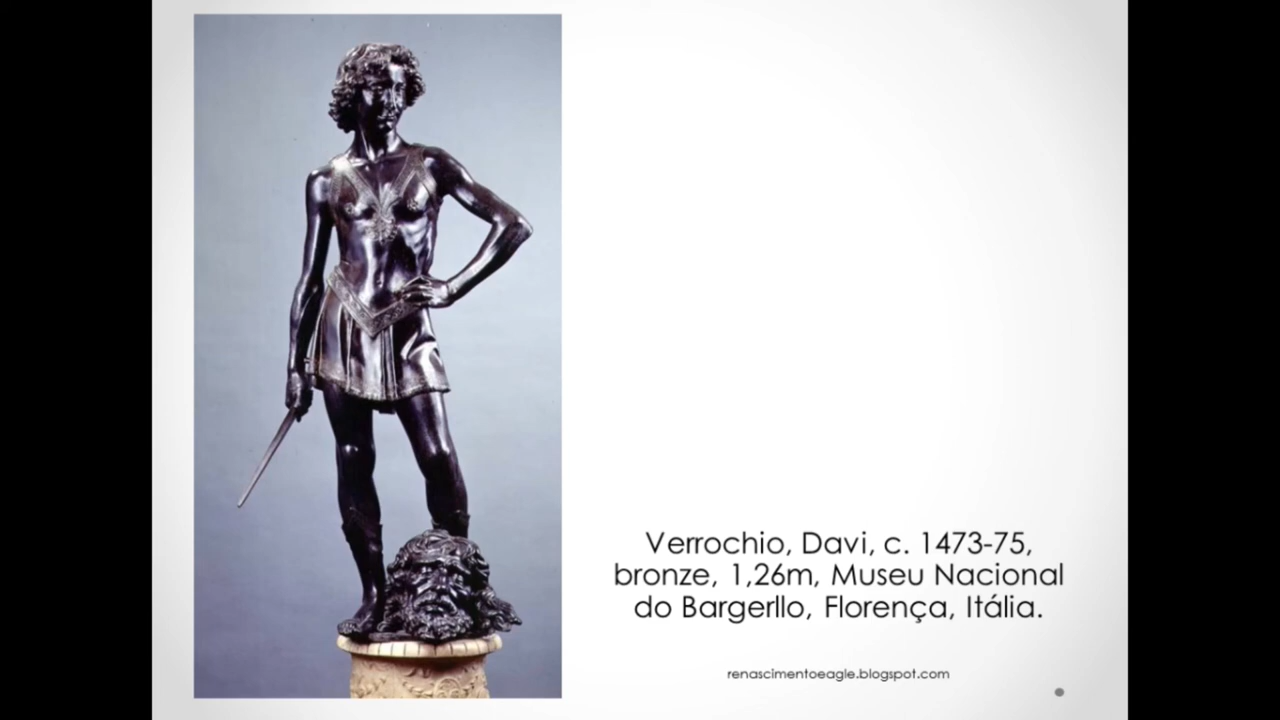 Verrochio, Davi, c. 1473-75,
bronze, 1,26m, Museu Nacional
do Bargerllo, Florença, Itália.
renascimentoeagle.blogspot.com